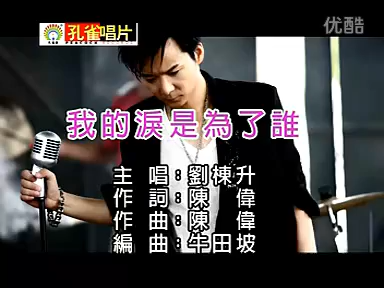 孔雀唱片
优酷
我的淚是為了誰
主 唱:劉棟升
作 詞:陳 偉
作 曲:陳 偉
編 曲:牛田坡